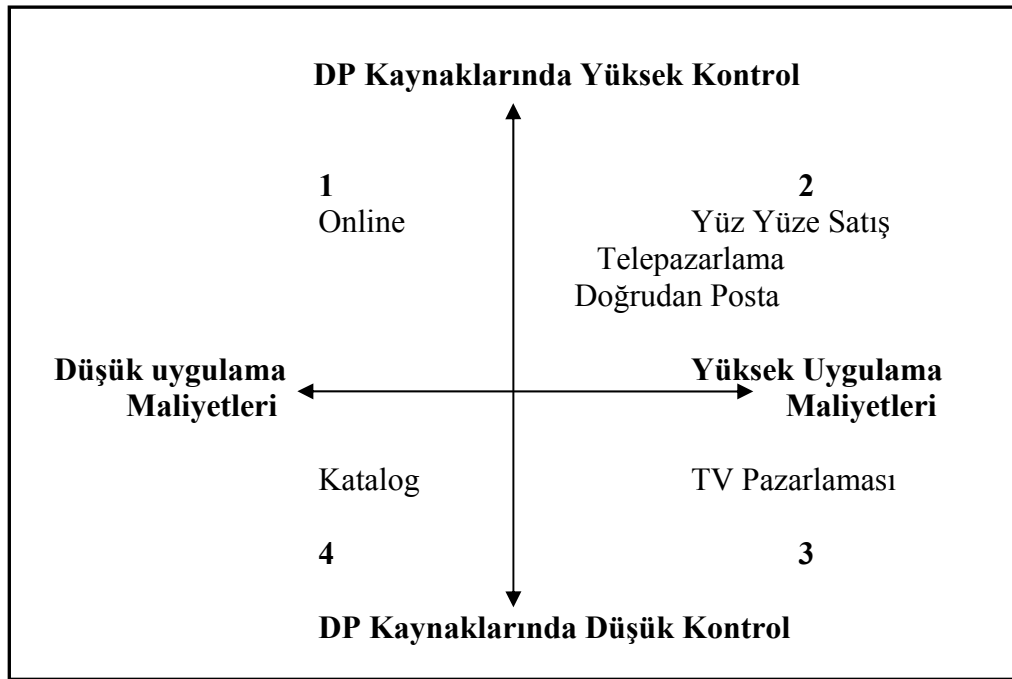 DP Kaynaklarında Yüksek Kontrol
1 2
Online Yüz Yüze Satış
Telepazarlama
Doğrudan Posta
Düşük uygulama Yüksek Uygulama
Maliyetleri Maliyetleri
Katalog TV Pazarlaması
4 3
DP Kaynaklarında Düşük Kontrol